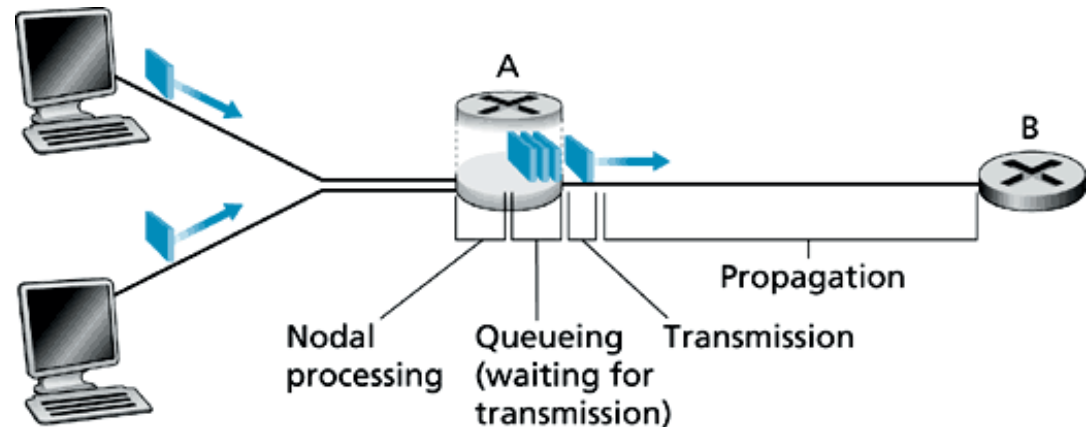 A
B
Propagation
Nodal
processing
Queueing
(waiting for
transmission)
Transmission